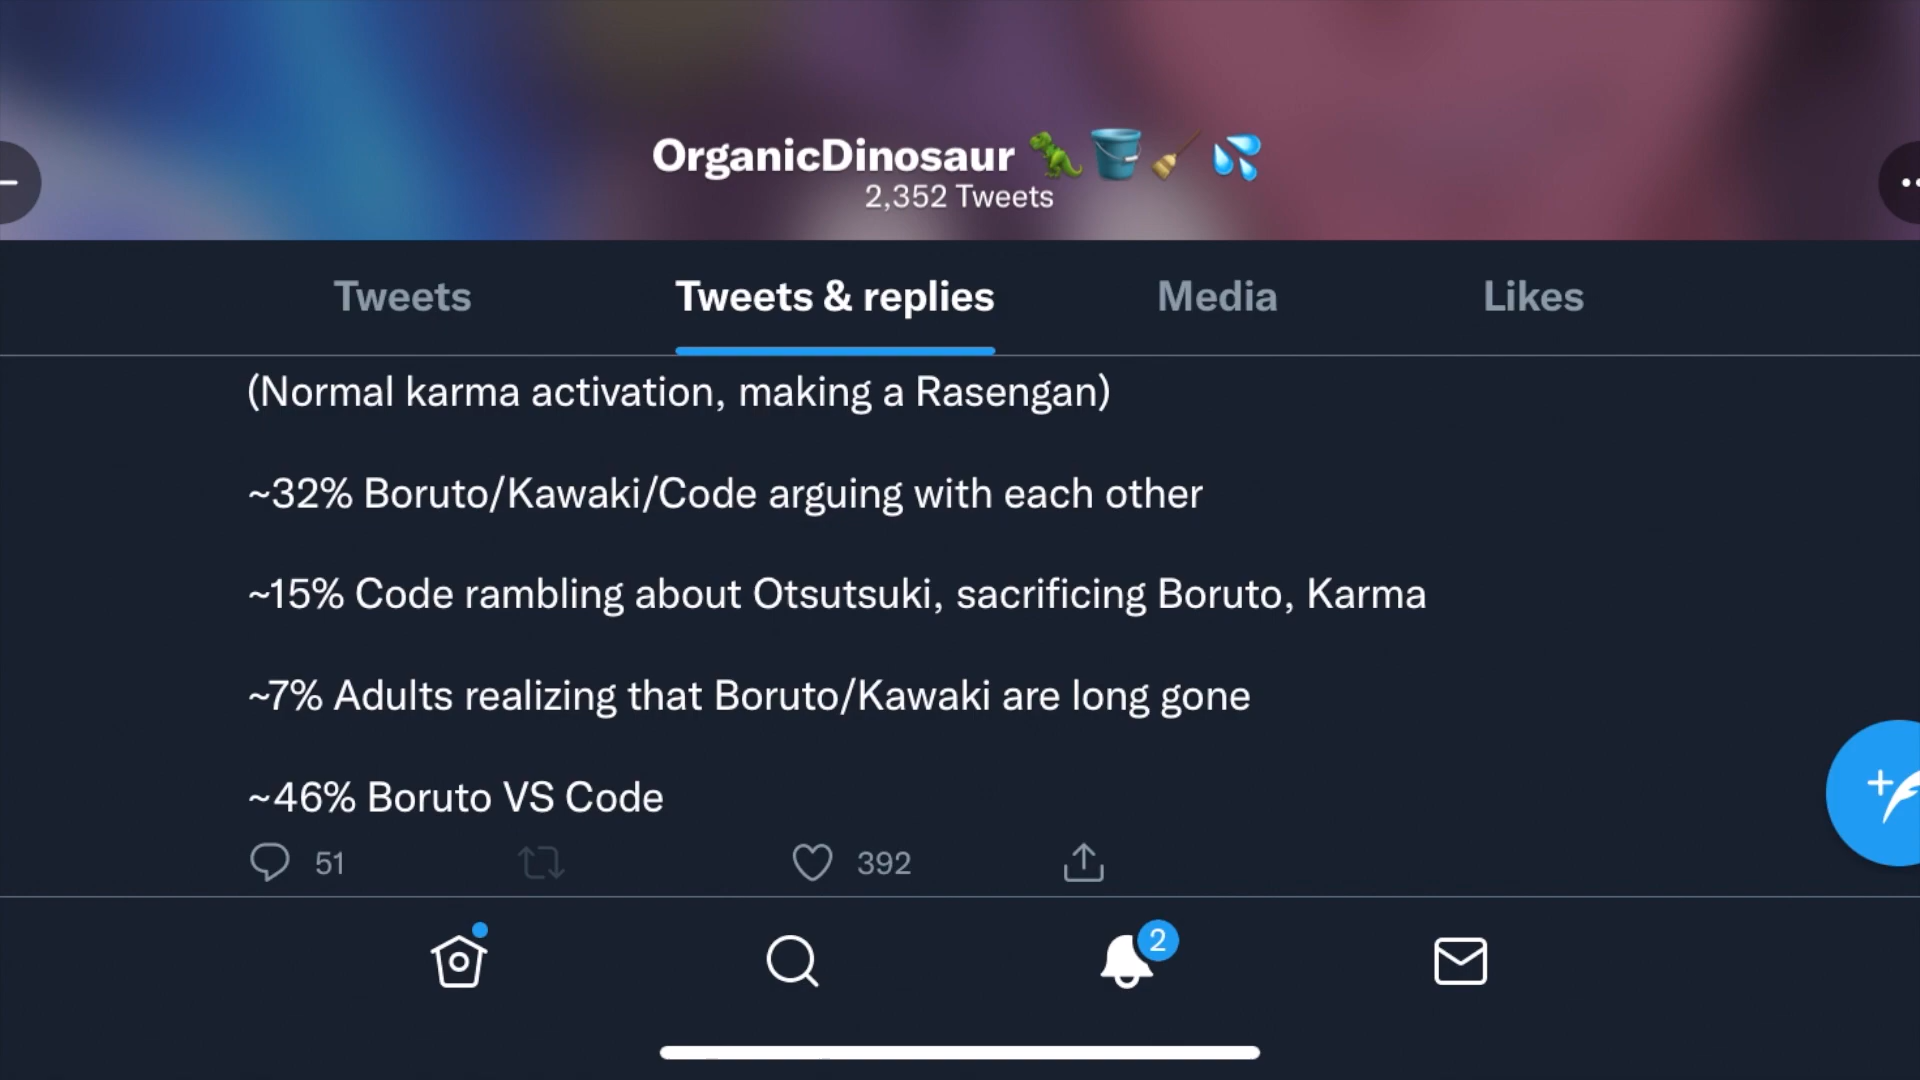 OrganicDinosaur 🦖🪣🧹💦
2,352 Tweets
Tweets
Tweets & replies
Media
Likes
(Normal karma activation, making a Rasengan)
~32% Boruto/Kawaki/Code arguing with each other
~15% Code rambling about Otsutsuki, sacrificing Boruto, Karma
~7% Adults realizing that Boruto/Kawaki are long gone
~46% Boruto VS Code
51
392
2